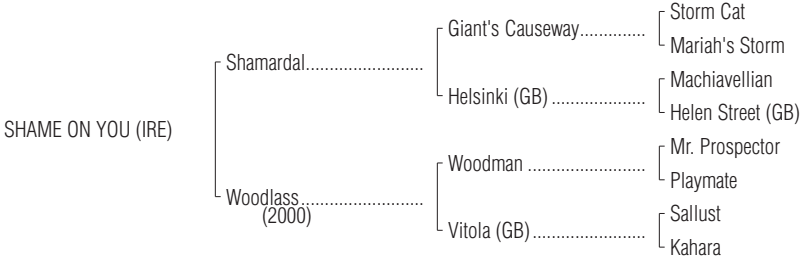 Storm Cat
Giant's Causeway..............
Mariah's Storm
Shamardal.........................
Machiavellian
Helsinki (GB) ....................
Helen Street (GB)
SHAME ON YOU (IRE)
Mr. Prospector
Woodman .........................
Playmate
Woodlass..........................
(2000)
Sallust
Vitola (GB)........................
Kahara